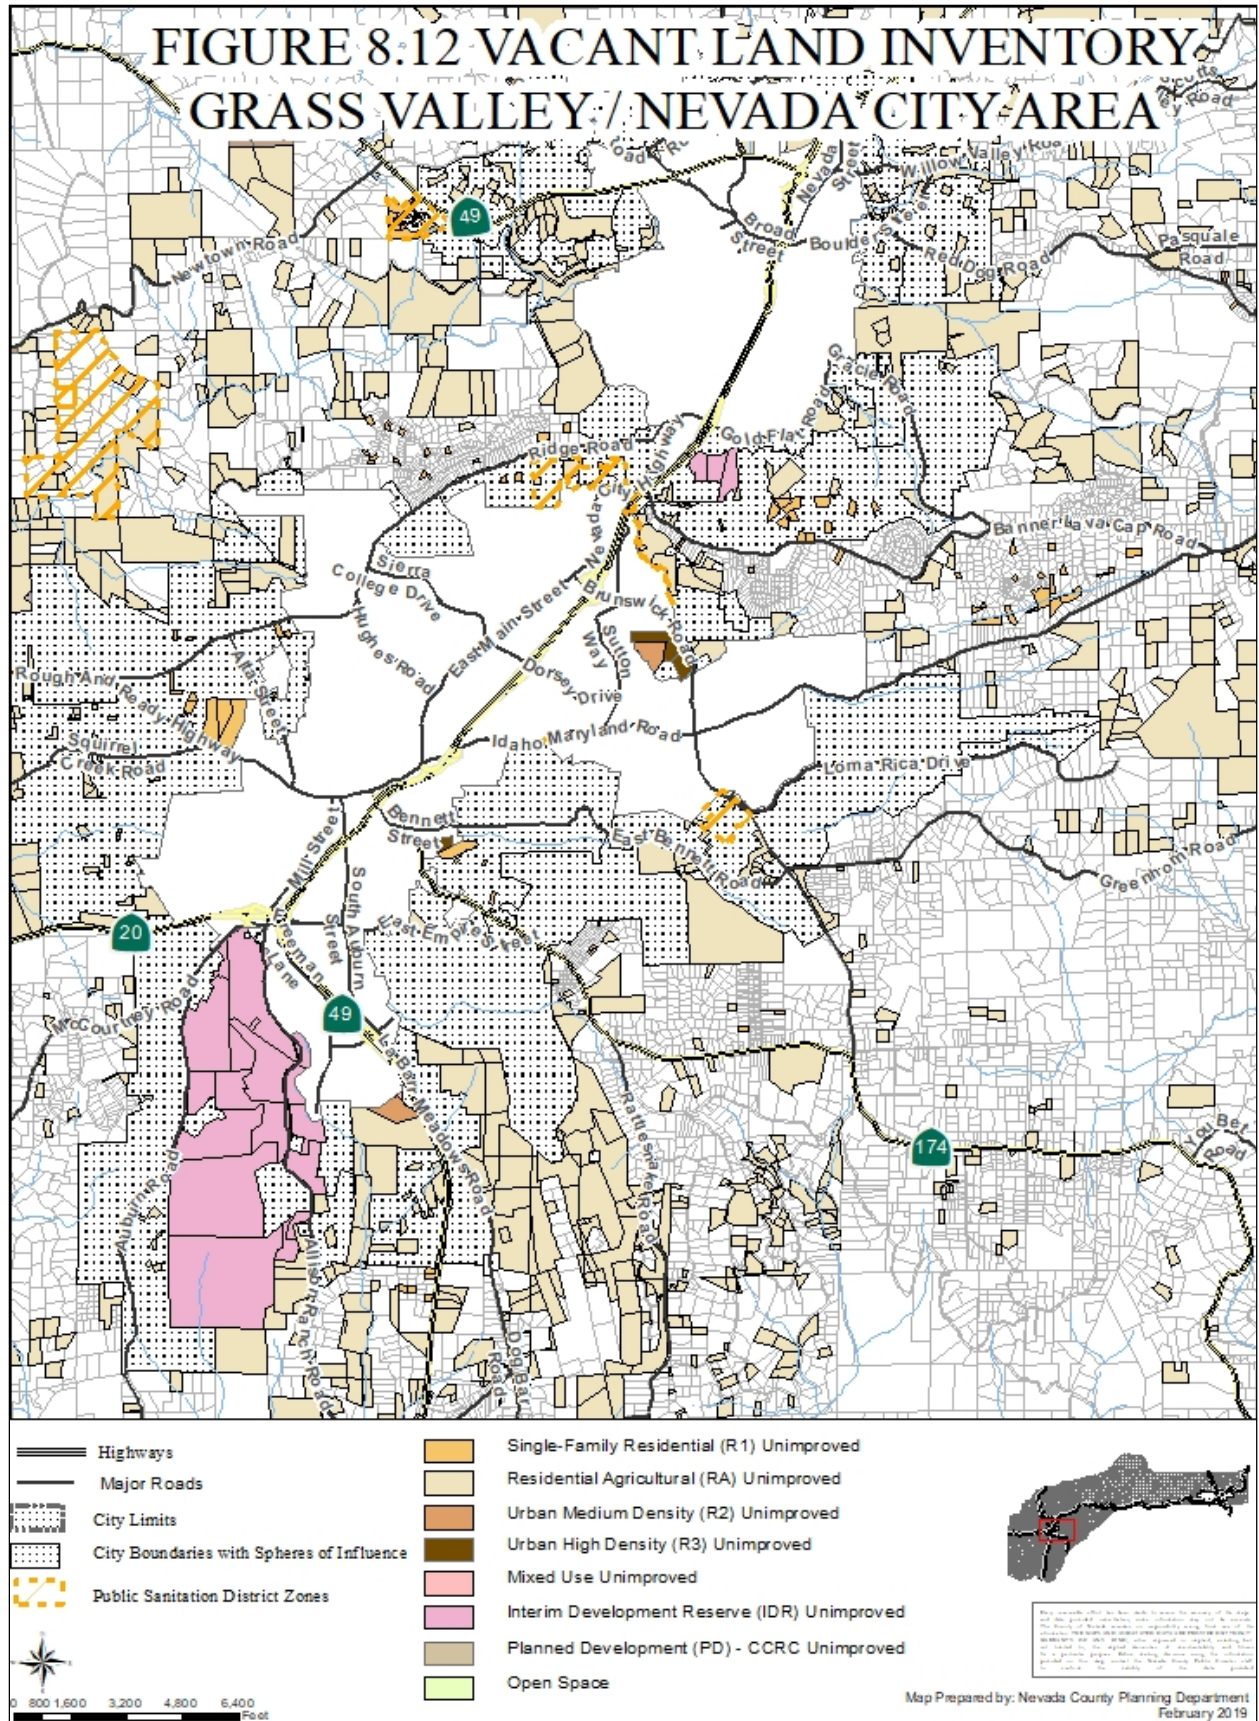 FIGURE 8.12 VACANT LAND INVENTORY
GRASS VALLEY / NEVADA CITY AREA
Road
Road
Nevada
Street
Willow Valley Roa
49
Broad
Street
Boulder
Street
Red Dog Road
Pasquale
Road
Newtown Road
Gracie Road
Gold Flat Road
Ridge Road
Nevada City Highway
Banner Lava Cap Road
Sierra
College Drive
Hughes Road
East Main Street
Brunswick Road
Sutton
Way
Dorsey Drive
Alta Street
Rough And Ready Highway
Squirrel
Creek Road
Idaho Maryland Road
Loma Rica Drive
Bennett
Street
East Bennett Road
Greenhorn Road
Mill Street
South Auburn
Street
20
Freeman
Lane
East Empire Street
McCourtney Road
49
La Barr Meadows Road
Rattlesnake Road
174
You Bet
Road
Auburn Road
Allison Ranch Road
Dog Bar
Road
Highways
Major Roads
City Limits
City Boundaries with Spheres of Influence
Public Sanitation District Zones
Single-Family Residential (R1) Unimproved
Residential Agricultural (RA) Unimproved
Urban Medium Density (R2) Unimproved
Urban High Density (R3) Unimproved
Mixed Use Unimproved
Interim Development Reserve (IDR) Unimproved
Planned Development (PD) - CCRC Unimproved
Open Space
0 800 1,600 3,200 4,800 6,400
Feet
Map Prepared by: Nevada County Planning Department
February 2019